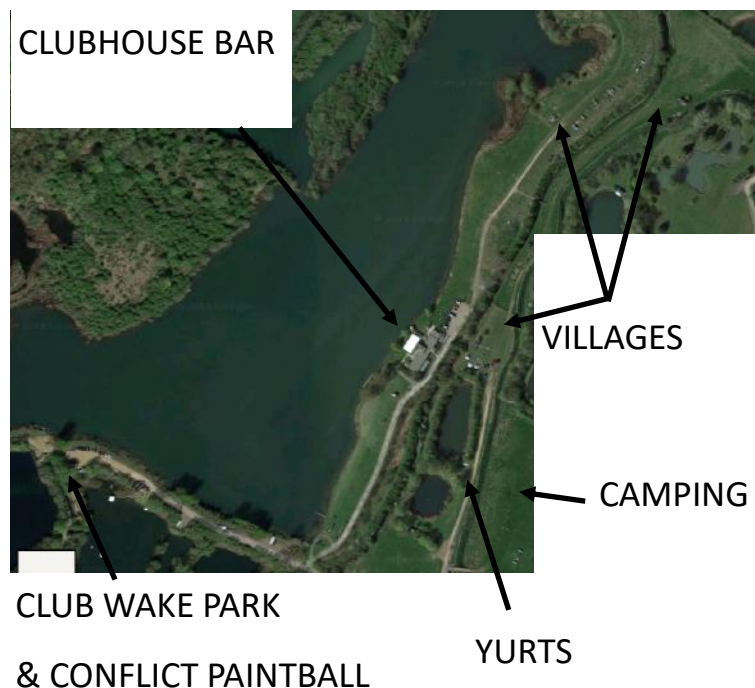 CLUBHOUSE BAR
VILLAGES
CAMPING
CLUB WAKE PARK
& CONFLICT PAINTBALL
YURTS